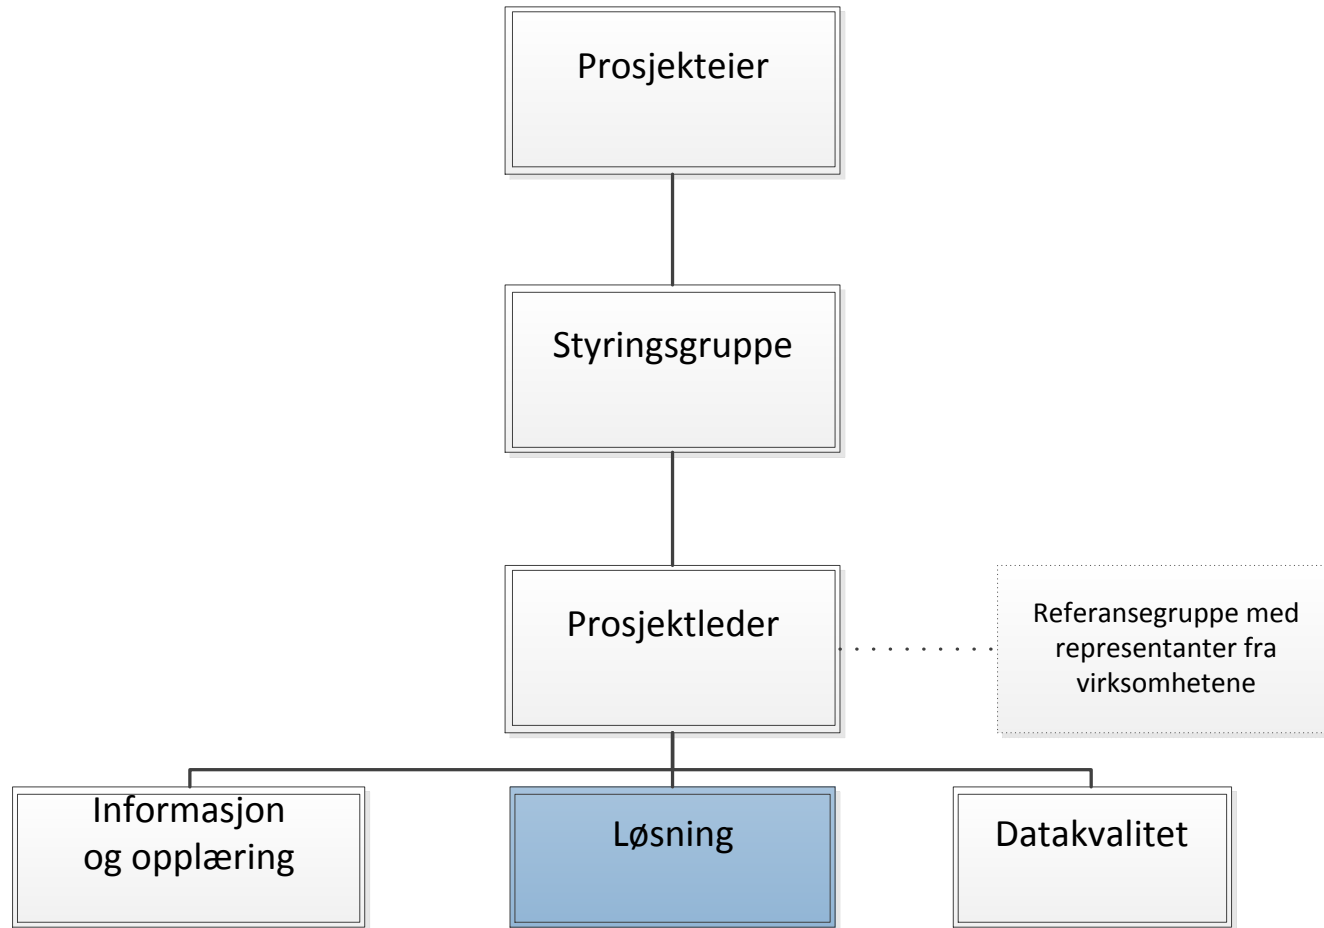 Prosjekteier
Styringsgruppe
Prosjektleder
Referansegruppe med
representanter fra
virksomhetene
Informasjon
og opplæring
Løsning
Datakvalitet